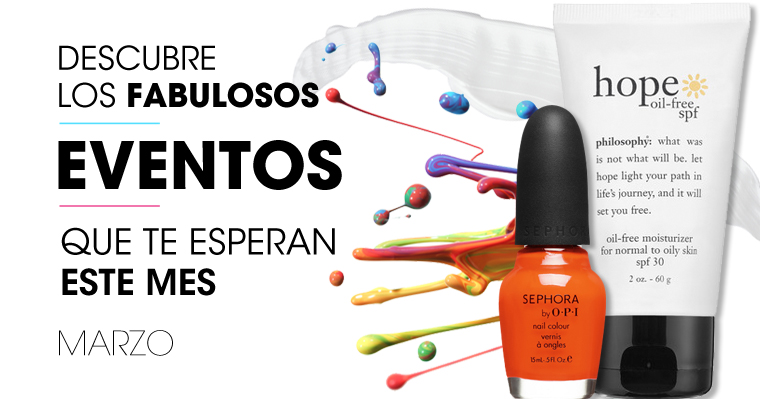 DESCUBRE
LOS FABULOSOS
EVENTOS
QUE TE ESPERAN
ESTE MES
MARZO
SEPHO
SEPHORA
by O·P·I
nail colour
vernis
à ongles
15ml · .5 fl. Oz. e
hope
oil-free
spf
philosophy: what was
is not what will be. let
hope light your path in
life's journey, and it will
set you free.
oil-free moisturizer
for normal to oily skin
spf 30
2 oz. - 60 g